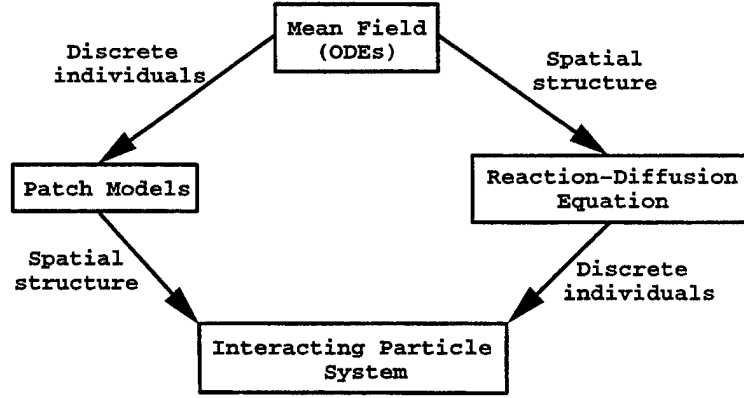 Mean Field
(ODEs)
Discrete
individuals
Spatial
structure
Patch Models
Reaction-Diffusion
Equation
Spatial
structure
Discrete
individuals
Interacting Particle
System